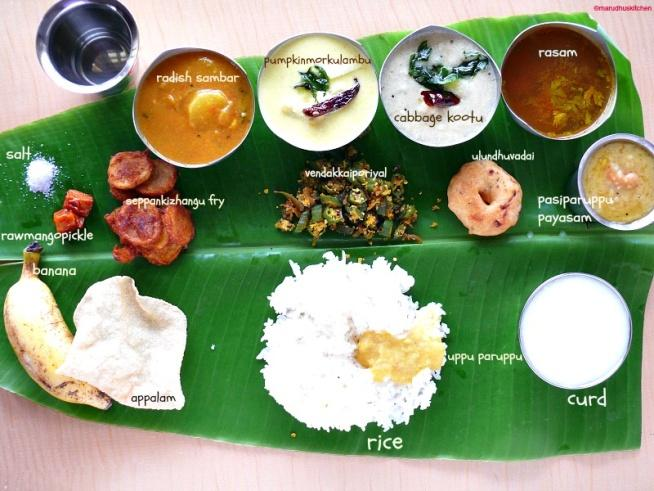 ©marudhuskitchen
radish sambar
pumpkinmorkulambu
cabbage kootu
rasam
salt
seppankizhangu fry
vendakkaiporiyal
ulundhuvadai
pasiparuppu
payasam
rawmangopickle
banana
appalam
uppu paruppu
curd
rice